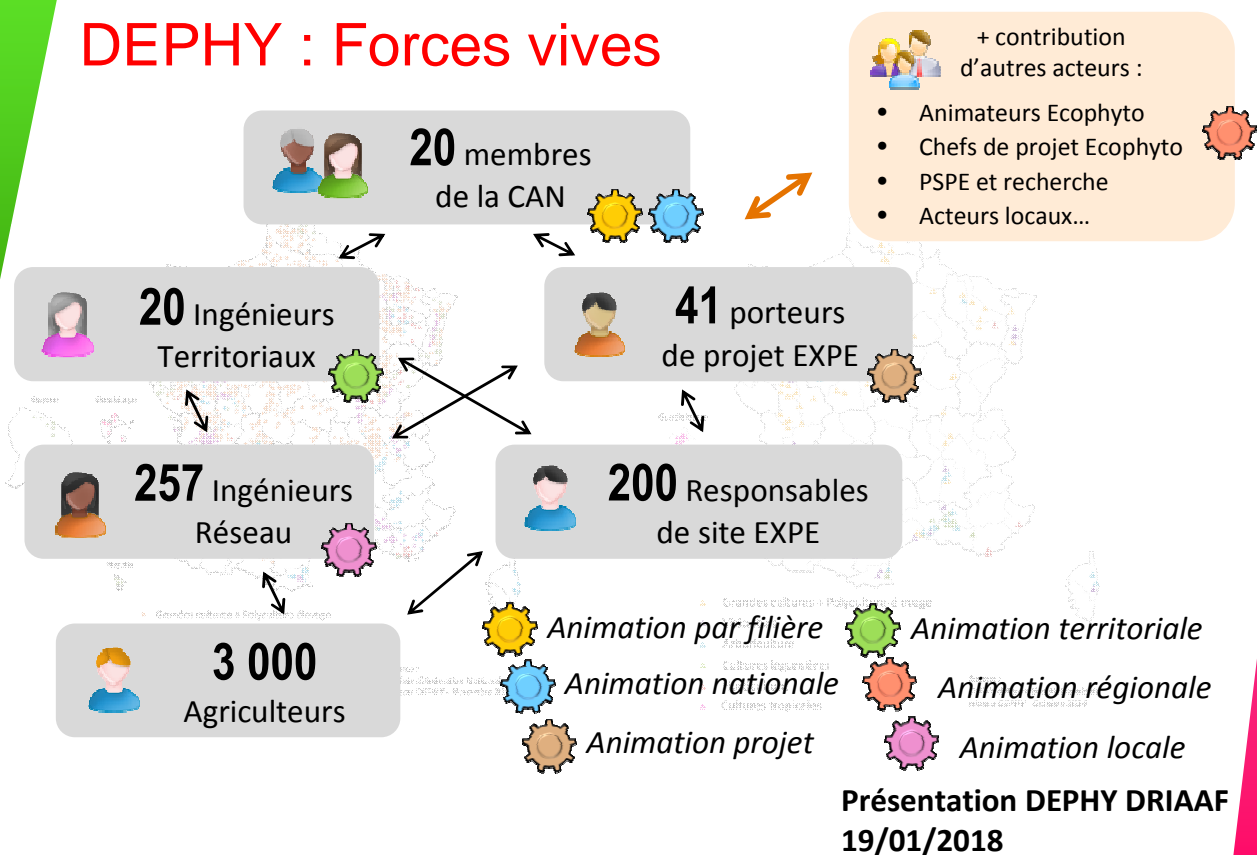 DEPHY : Forces vives
+ contribution
d'autres acteurs :
• Animateurs Ecophyto
• Chefs de projet Ecophyto
• PSPE et recherche
• Acteurs locaux...
20 membres
de la CAN
20 Ingénieurs
Territoriaux
41 porteurs
de projet EXPE
257 Ingénieurs
Réseau
200 Responsables
de site EXPE
3 000
Agriculteurs
Animation par filière
Animation territoriale
Animation nationale
Animation régionale
Animation projet
Animation locale
Présentation DEPHY DRIAAF
19/01/2018